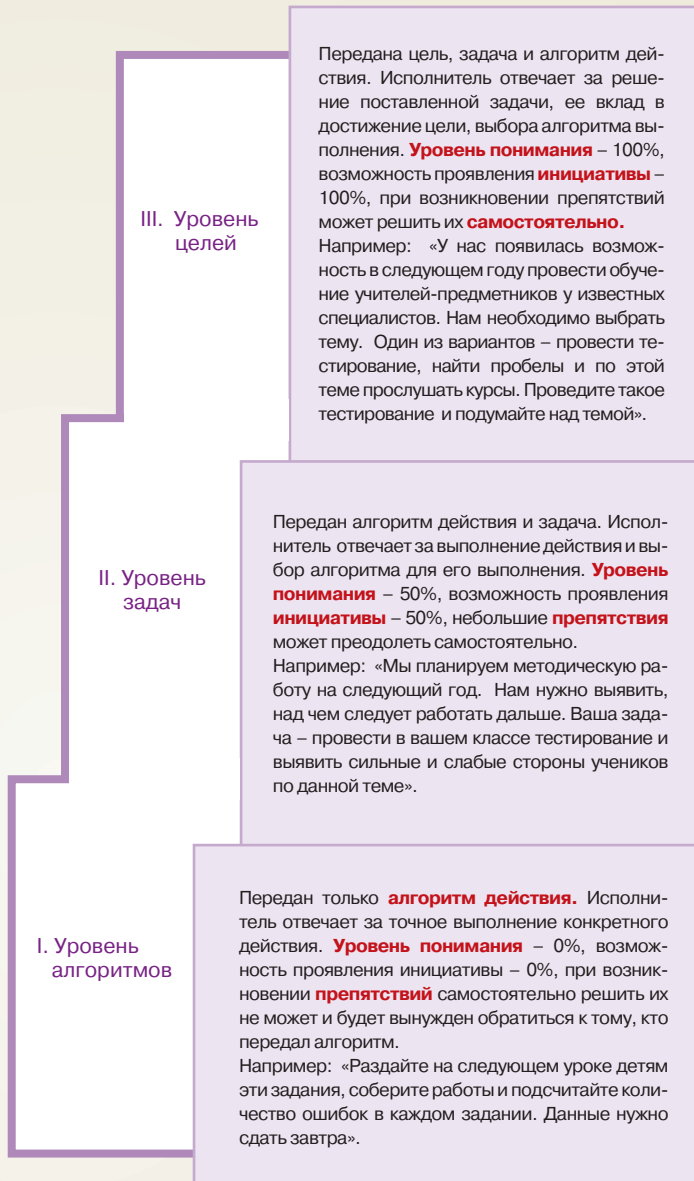 Передана цель, задача и алгоритм дей-
ствия. Исполнитель отвечает за реше-
ние поставленной задачи, ее вклад в
достижение цели, выбора алгоритма вы-
полнения. Уровень понимания – 100%,
возможность проявления инициативы –
100%, при возникновении препятствий
может решить их самостоятельно.
Например: «У нас появилась возмож-
ность в следующем году провести обуче-
ние учителей-предметников у известных
специалистов. Нам необходимо выбрать
тему. Один из вариантов – провести те-
стирование, найти пробелы и по этой
теме прослушать курсы. Проведите такое
тестирование и подумайте над темой».
III. Уровень
целей
Передан алгоритм действия и задача. Испол-
нитель отвечает за выполнение действия и вы-
бор алгоритма для его выполнения. Уровень
понимания – 50%, возможность проявления
инициативы – 50%, небольшие препятствия
может преодолеть самостоятельно.
Например: «Мы планируем методическую ра-
боту на следующий год. Нам нужно выявить,
над чем следует работать дальше. Ваша зада-
ча – провести в вашем классе тестирование и
выявить сильные и слабые стороны учеников
по данной теме».
II. Уровень
задач
Передан только алгоритм действия. Исполни-
тель отвечает за точное выполнение конкретного
действия. Уровень понимания – 0%, возмож-
ность проявления инициативы – 0%, при возник-
новении препятствий самостоятельно решить их
не может и будет вынужден обратиться к тому, кто
передал алгоритм.
Например: «Раздайте на следующем уроке детям
эти задания, соберите работы и подсчитайте коли-
чество ошибок в каждом задании. Данные нужно
сдать завтра».
I. Уровень
алгоритмов